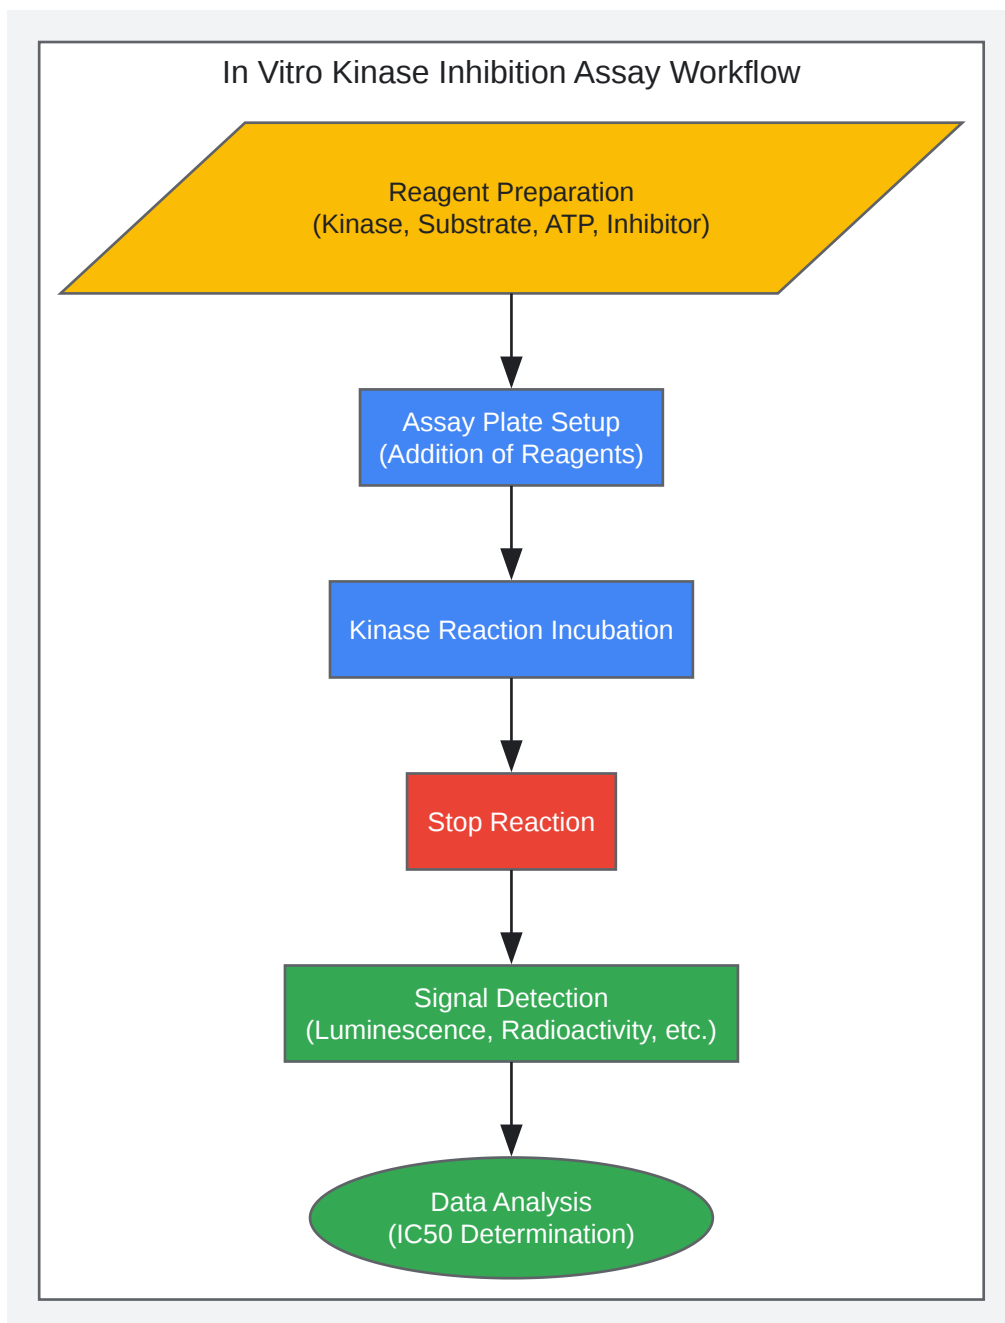 In Vitro Kinase Inhibition Assay Workflow
Reagent Preparation
(Kinase, Substrate, ATP, Inhibitor)
Assay Plate Setup
(Addition of Reagents)
Kinase Reaction Incubation
Stop Reaction
Signal Detection
(Luminescence, Radioactivity, etc.)
Data Analysis
(IC50 Determination)